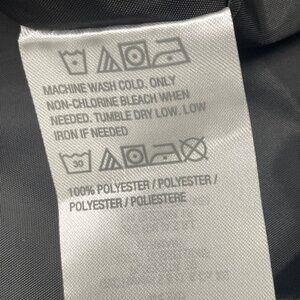 MACHINE WASH COLD. ONLY
NON-CHLORINE BLEACH WHEN
NEEDED. TUMBLE DRY LOW. LOW
IRON IF NEEDED
30
100% POLYESTER / POLYESTER /
POLYESTER / POLIESTERE